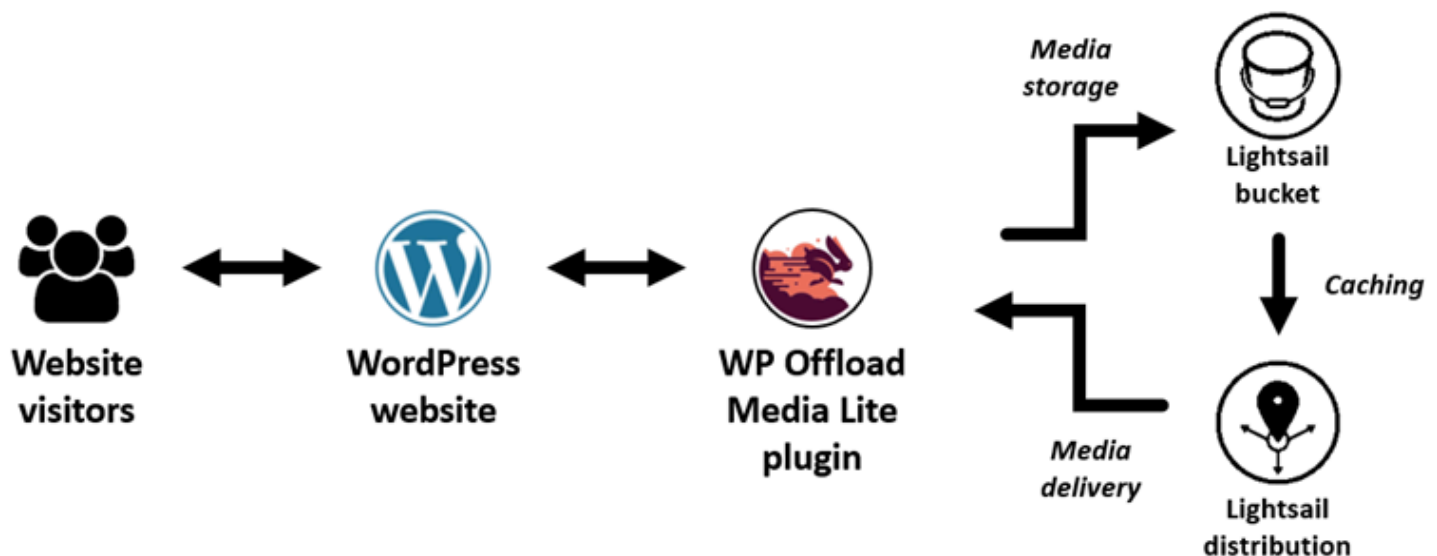 Website
visitors
WordPress
website
WP Offload
Media Lite
plugin
Media
storage
Lightsail
bucket
Caching
Media
delivery
Lightsail
distribution